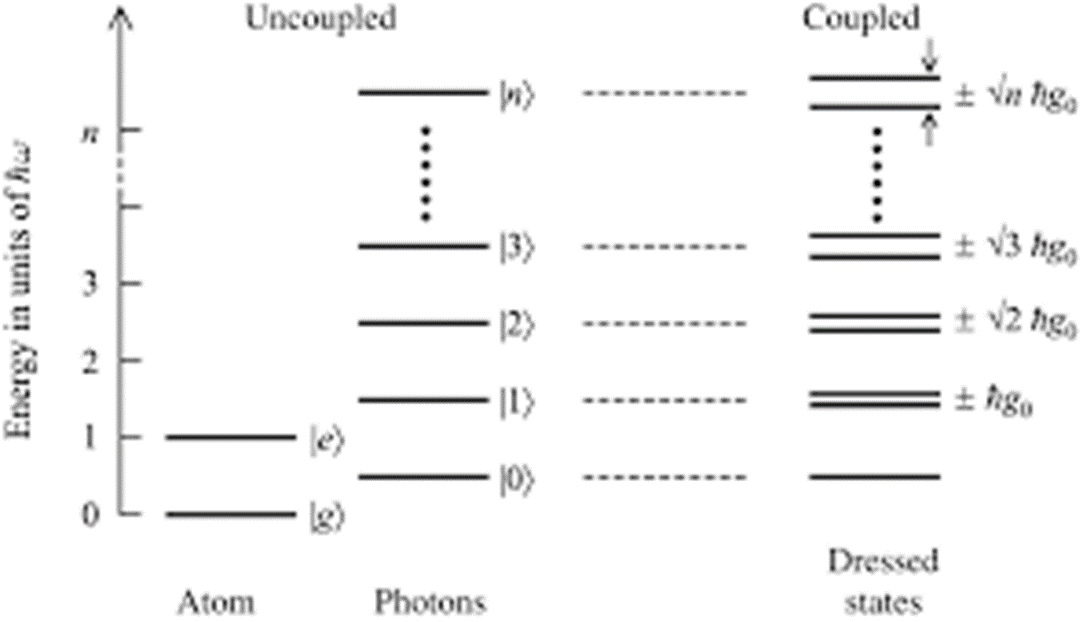 Uncoupled
Coupled
|n⟩
± √n ħg₀
n
|3⟩
± √3 ħg₀
3
|2⟩
± √2 ħg₀
2
|1⟩
± ħg₀
1
|e⟩
|0⟩
0
|g⟩
Energy in units of ħω
Atom
Photons
Dressed
states